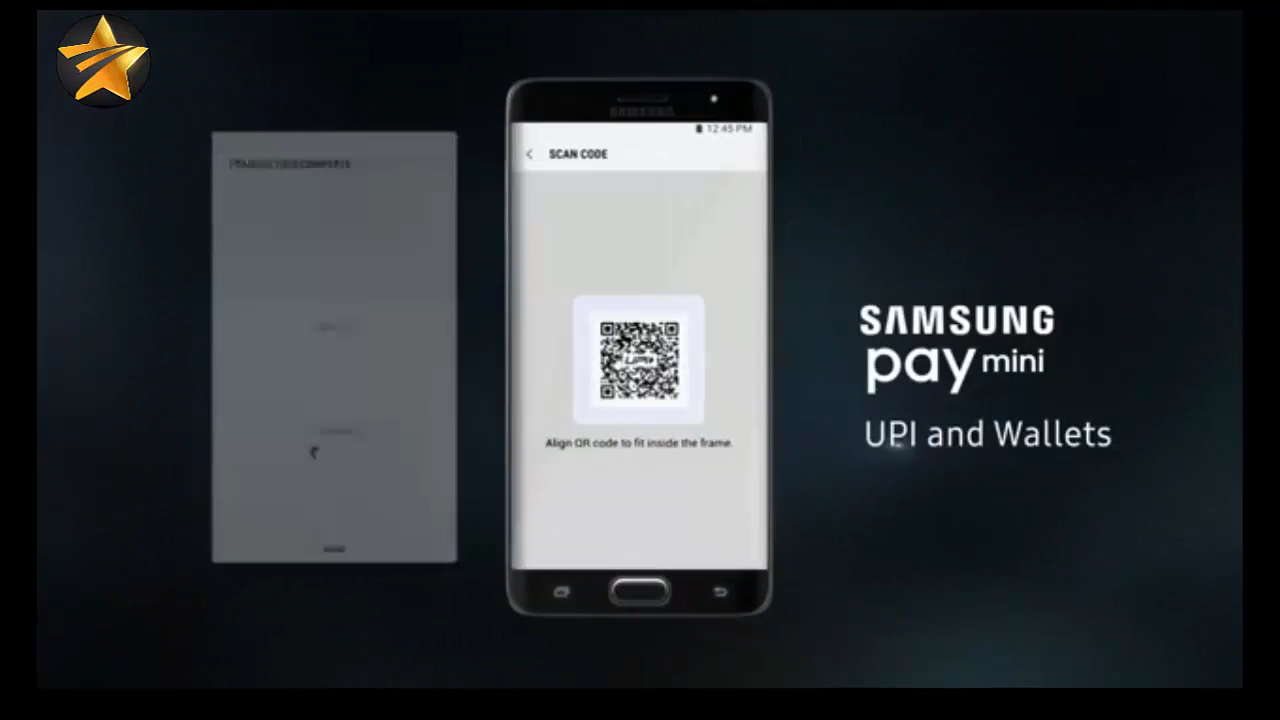 SAMSUNG
12:45 PM
SCAN CODE
Align QR code to fit inside the frame.
SAMSUNG
pay mini
UPI and Wallets